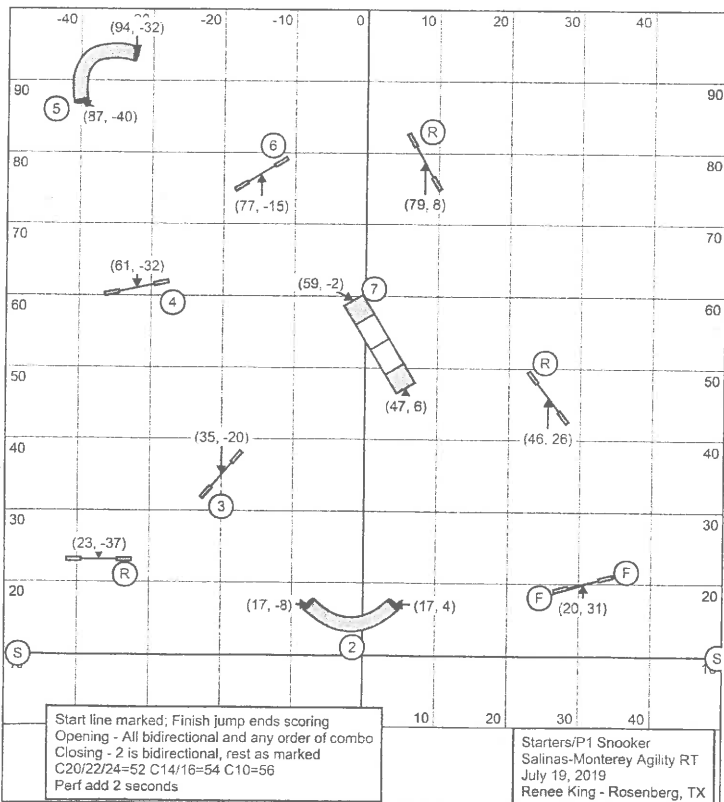 -40 (94, -32) -30 -20 -10 10 20 30 40
90 90
5 (87, -40)
6 R
80 80
(77, -15) (79, 8)
70 70
(61, -32) (59, -2) 7
60 4 60
R
50 50
(47, 6)
(35, -20) (46, 26)
40 40
3
30 30
(23, -37)
R F
20 F 20
(17, -8) (17, 4) (20, 31)
2
S S
10 20 30 40
Start line marked; Finish jump ends scoring
Opening - All bidirectional and any order of combo
Closing - 2 is bidirectional, rest as marked
C20/22/24=52 C14/16=54 C10=56
Perf add 2 seconds
Starters/P1 Snooker
Salinas-Monterey Agility RT
July 19, 2019
Renee King - Rosenberg, TX